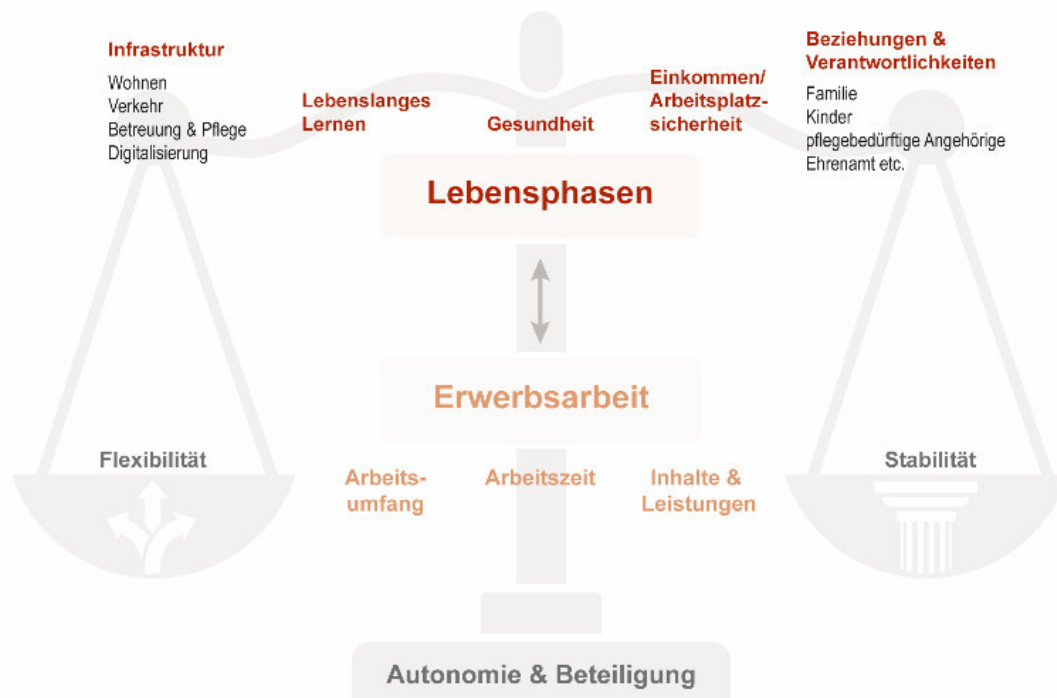 Infrastruktur
Wohnen
Verkehr
Betreuung & Pflege
Digitalisierung
Lebenslanges
Lernen
Gesundheit
Einkommen/
Arbeitsplatz-
sicherheit
Beziehungen &
Verantwortlichkeiten
Familie
Kinder
pflegebedürftige Angehörige
Ehrenamt etc.
Lebensphasen
Erwerbsarbeit
Flexibilität
Arbeits-
umfang
Arbeitszeit
Inhalte &
Leistungen
Stabilität
Autonomie & Beteiligung